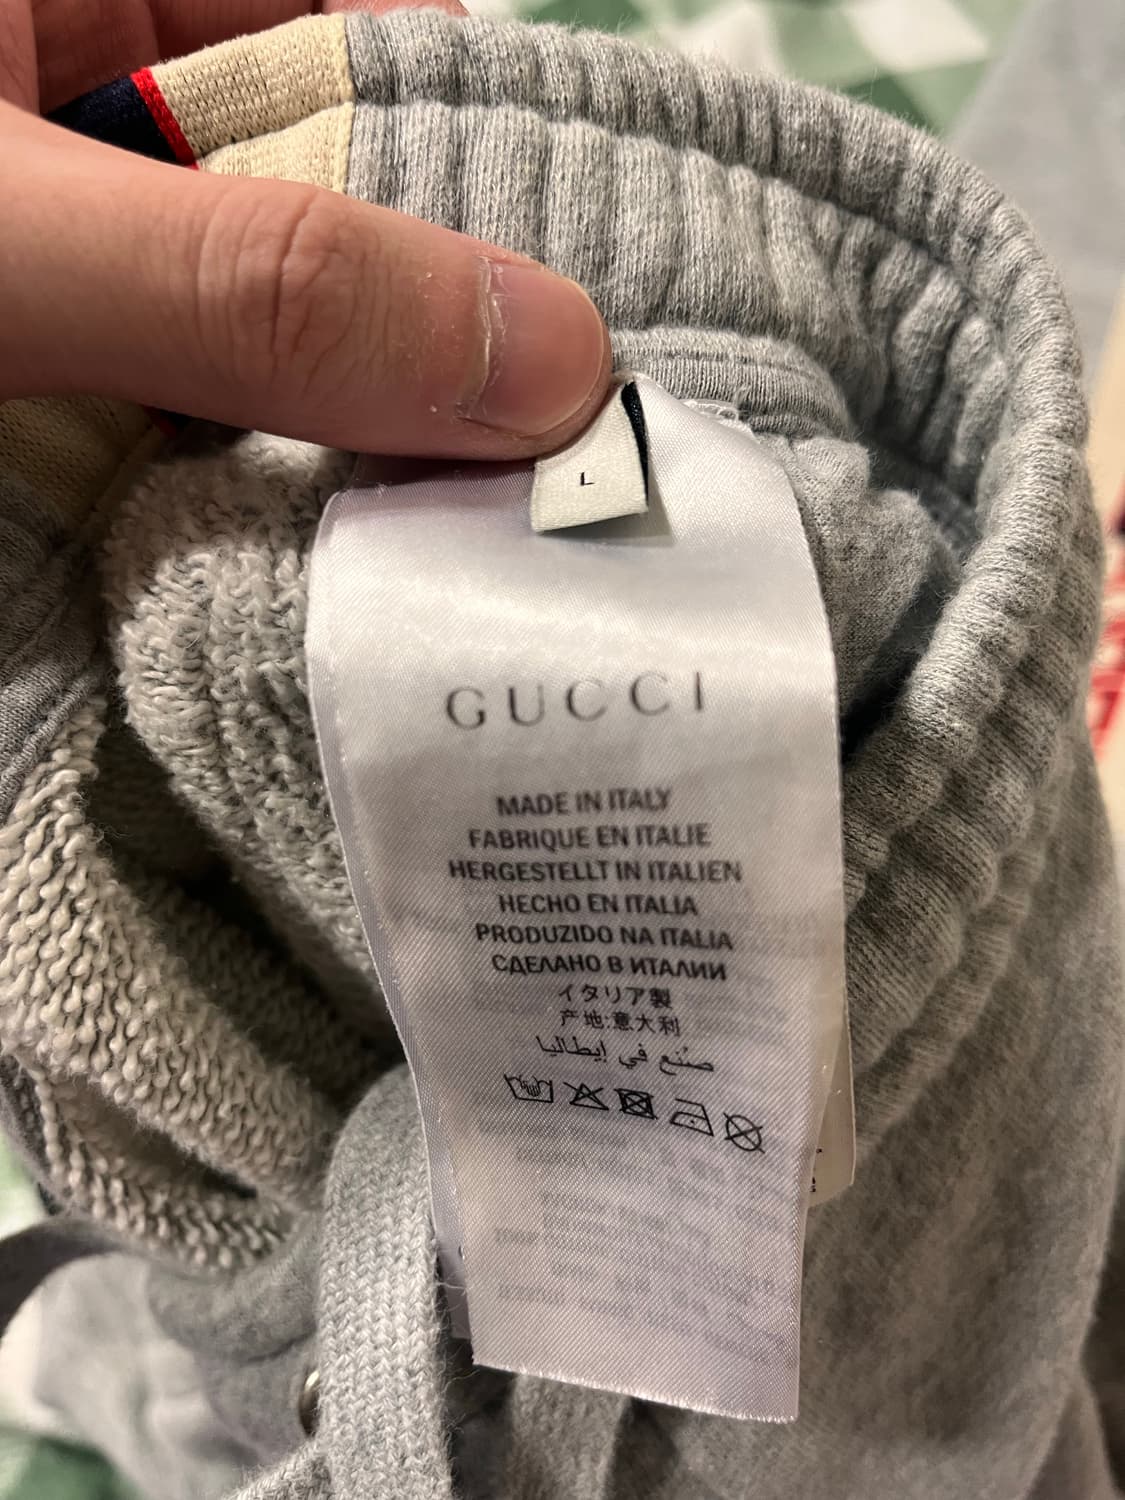 L
GUCCI
MADE IN ITALY
FABRIQUE EN ITALIE
HERGESTELLT IN ITALIEN
HECHO EN ITALIA
PRODUZIDO NA ITALIA
СДЕЛАНО В ИТАЛИИ
イタリア製
产地:意大利
صُنع في إيطاليا